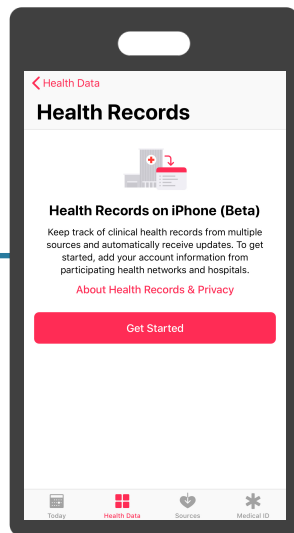 Health Data
Health Records
Health Records on iPhone (Beta)
Keep track of clinical health records from multiple
sources and automatically receive updates. To get
started, add your account information from
participating health networks and hospitals.
About Health Records & Privacy
Get Started
Today Health Data Sources Medical ID